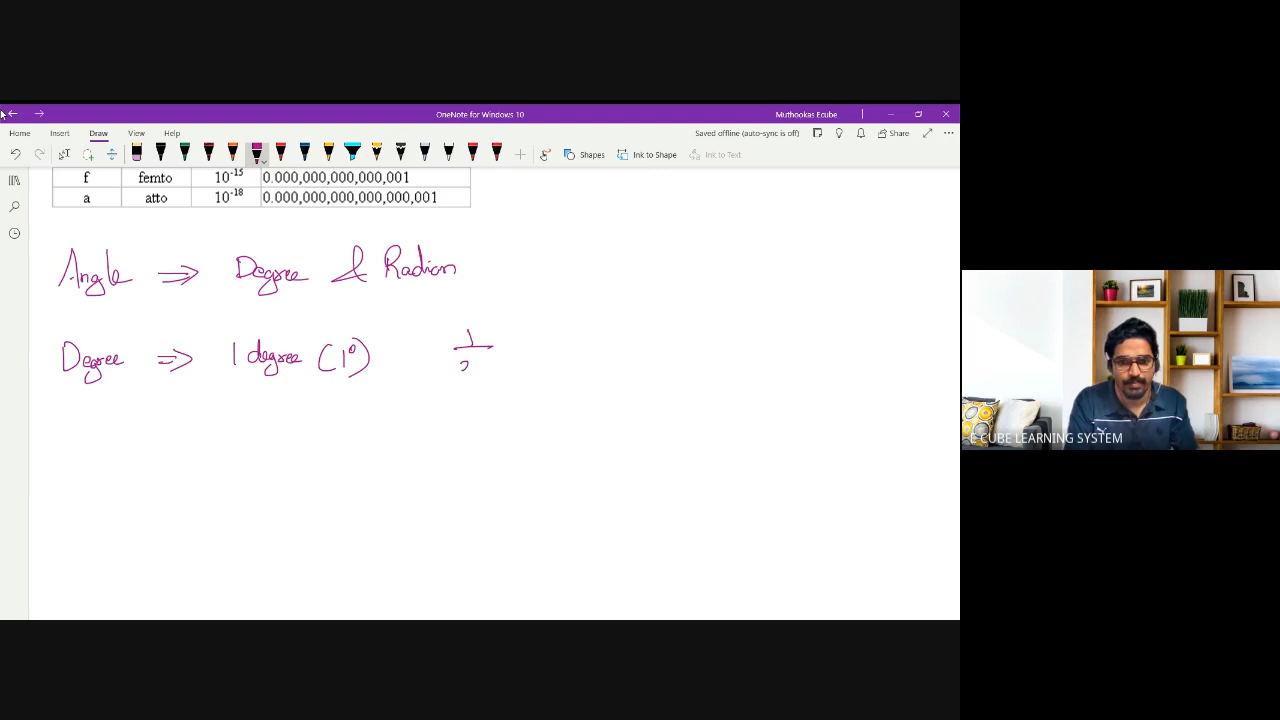 OneNote for Windows 10
Muthookas Ecube
Home Insert Draw View Help
Saved offline (auto-sync is off) Share
Shapes Ink to Shape Ink to Text
f femto 10^-15 0.000,000,000,000,001
a atto 10^-18 0.000,000,000,000,000,001
Angle ⇒ Degree & Radian
Degree ⇒ 1 degree (1°) 1
E CUBE LEARNING SYSTEM